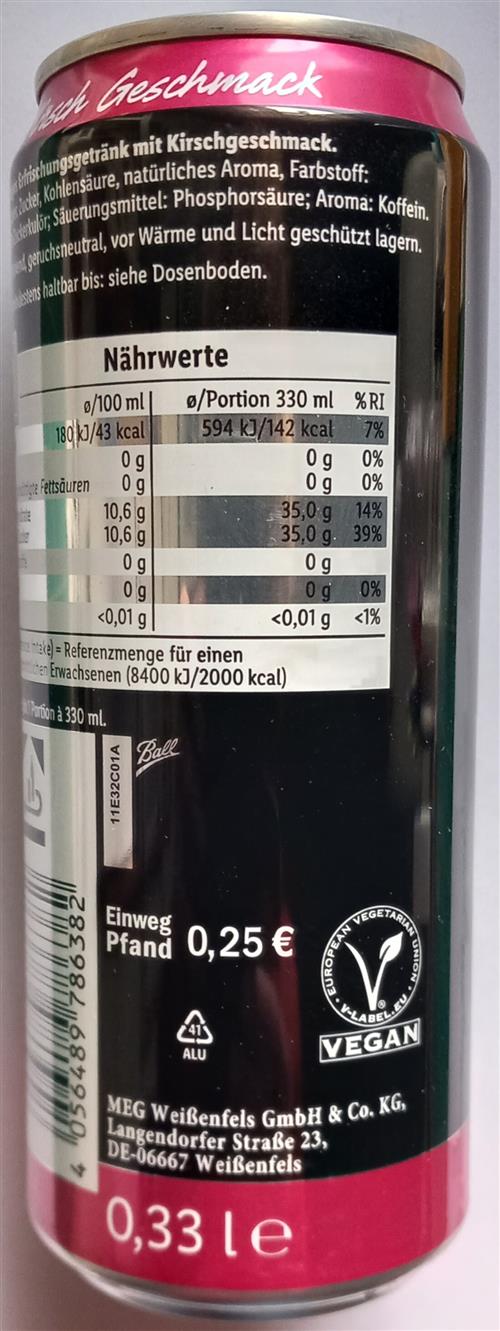 Geschmack
Erfrischungsgetränk mit Kirschgeschmack.
Zucker, Kohlensäure, natürliches Aroma, Farbstoff:
Säuerungsmittel: Phosphorsäure; Aroma: Koffein.
geruchsneutral, vor Wärme und Licht geschützt lagern.
haltbar bis: siehe Dosenboden.
Nährwerte
ø/100 ml ø/Portion 330 ml %RI
180 kJ/43 kcal 594 kJ/142 kcal 7%
0 g 0 g 0%
Fettsäuren 0 g 0 g 0%
10,6 g 35,0 g 14%
10,6 g 35,0 g 39%
0 g 0 g
0 g 0 g 0%
<0,01 g <0,01 g <1%
= Referenzmenge für einen
Erwachsenen (8400 kJ/2000 kcal)
Portion à 330 ml.
11E32C01A
Ball
4 056489 786382
Einweg
Pfand 0,25 €
EUROPEAN VEGETARIAN UNION
V-LABEL.EU
VEGAN
41
ALU
MEG Weißenfels GmbH & Co. KG,
Langendorfer Straße 23,
DE-06667 Weißenfels
0,33 l e